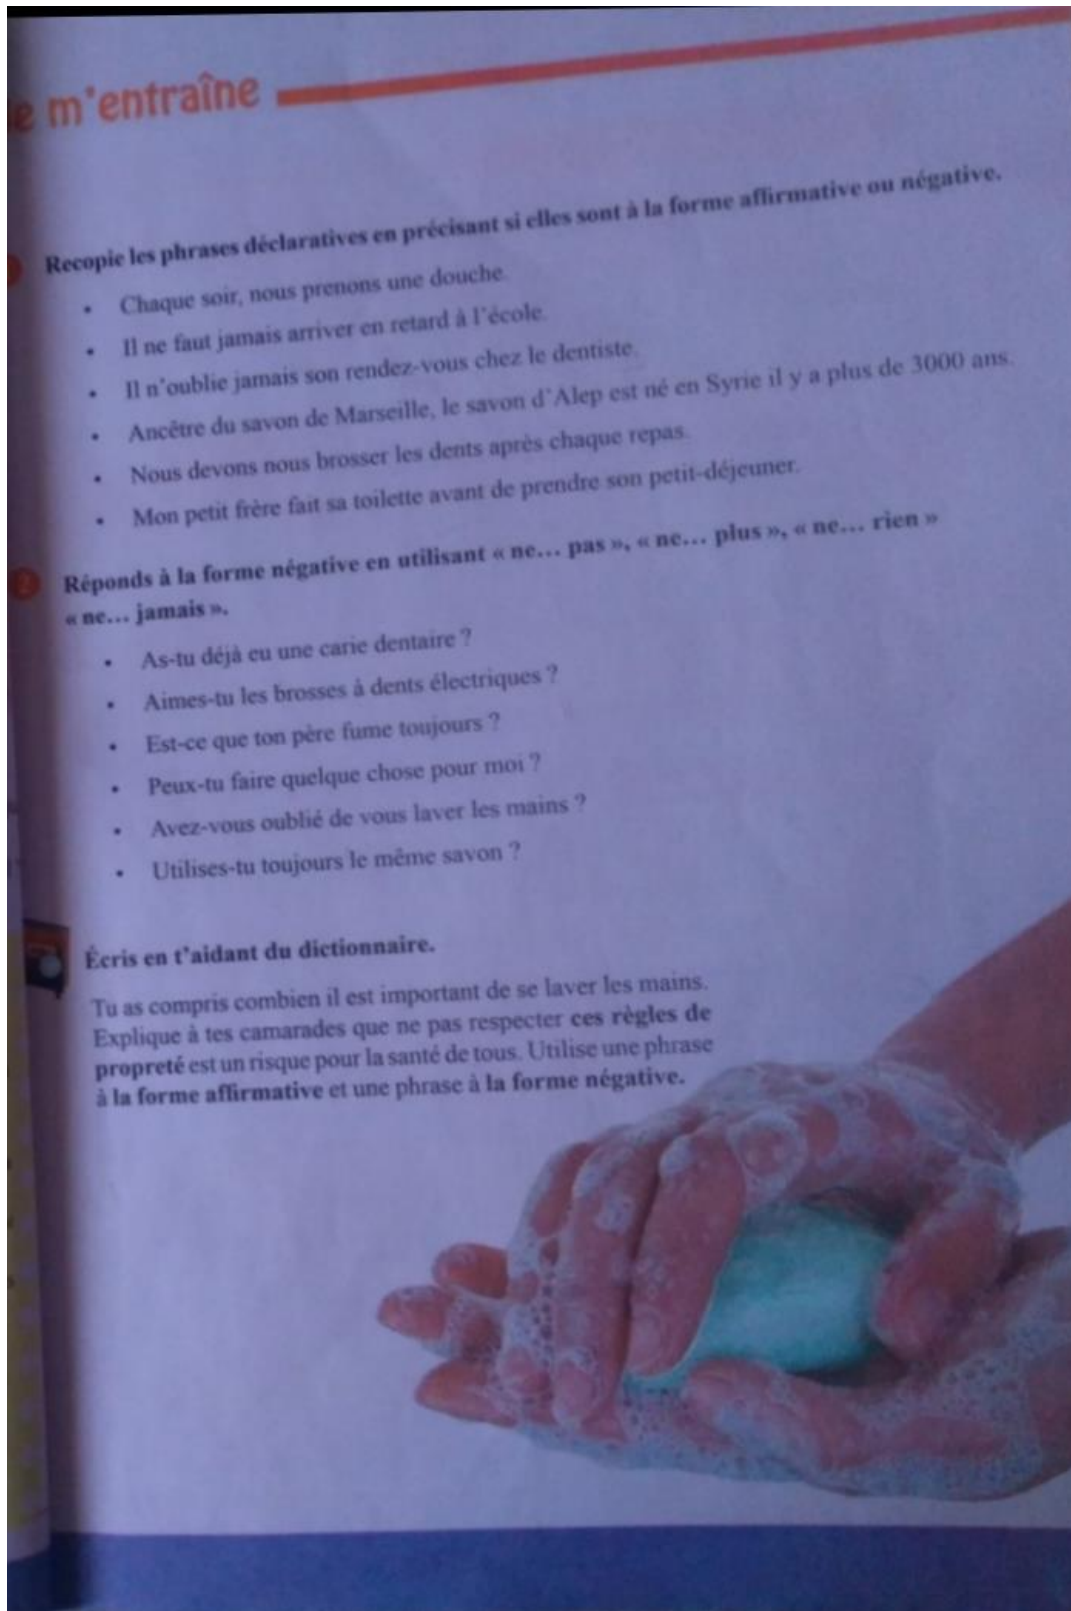 e m'entraîne
Recopie les phrases déclaratives en précisant si elles sont à la forme affirmative ou négative.
• Chaque soir, nous prenons une douche.
• Il ne faut jamais arriver en retard à l'école.
• Il n'oublie jamais son rendez-vous chez le dentiste.
• Ancêtre du savon de Marseille, le savon d'Alep est né en Syrie il y a plus de 3000 ans.
• Nous devons nous brosser les dents après chaque repas.
• Mon petit frère fait sa toilette avant de prendre son petit-déjeuner.
2 Réponds à la forme négative en utilisant « ne... pas », « ne... plus », « ne... rien »
« ne... jamais ».
• As-tu déjà eu une carie dentaire ?
• Aimes-tu les brosses à dents électriques ?
• Est-ce que ton père fume toujours ?
• Peux-tu faire quelque chose pour moi ?
• Avez-vous oublié de vous laver les mains ?
• Utilises-tu toujours le même savon ?
Écris en t'aidant du dictionnaire.
Tu as compris combien il est important de se laver les mains.
Explique à tes camarades que ne pas respecter ces règles de
propreté est un risque pour la santé de tous. Utilise une phrase
à la forme affirmative et une phrase à la forme négative.